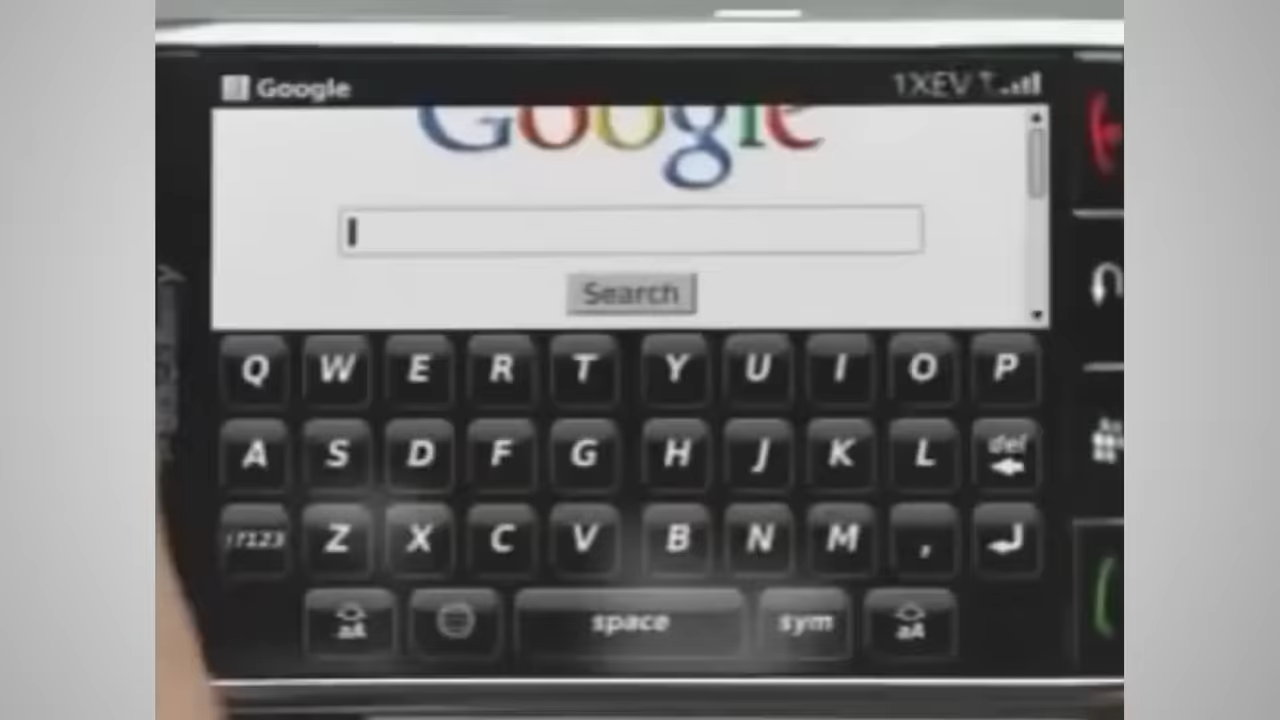 Google
1XEV
Google
Search
Q W E R T Y U I O P
A S D F G H J K L del
!?123 Z X C V B N M ,
aA space sym aA